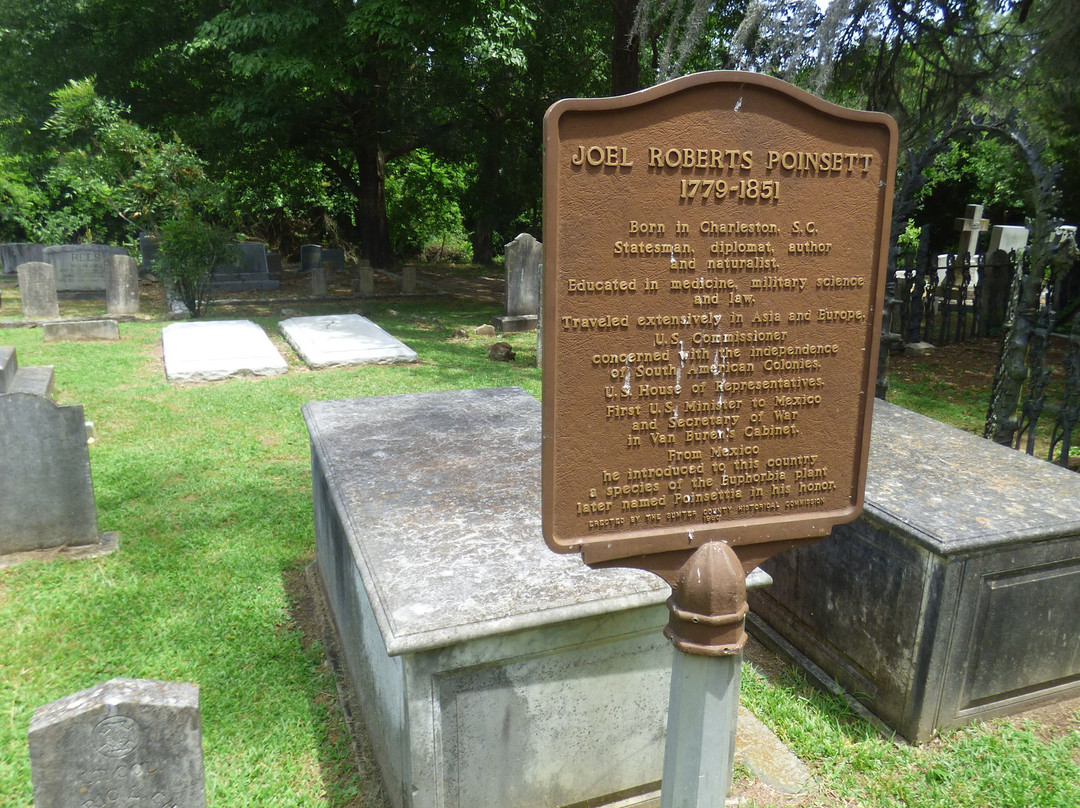 JOEL ROBERTS POINSETT
1779-1851
Born in Charleston, S.C.
Statesman, diplomat, author
and naturalist.
Educated in medicine, military science
and law.
Traveled extensively in Asia and Europe.
U.S. Commissioner
concerned with the independence
of South American Colonies.
U.S. House of Representatives.
First U.S. Minister to Mexico
and Secretary of War
in Van Buren's Cabinet.
From Mexico
he introduced to this country
a species of the Euphorbia plant
later named Poinsettia in his honor.
ERECTED BY THE SUMTER COUNTY HISTORICAL COMMISSION
REES